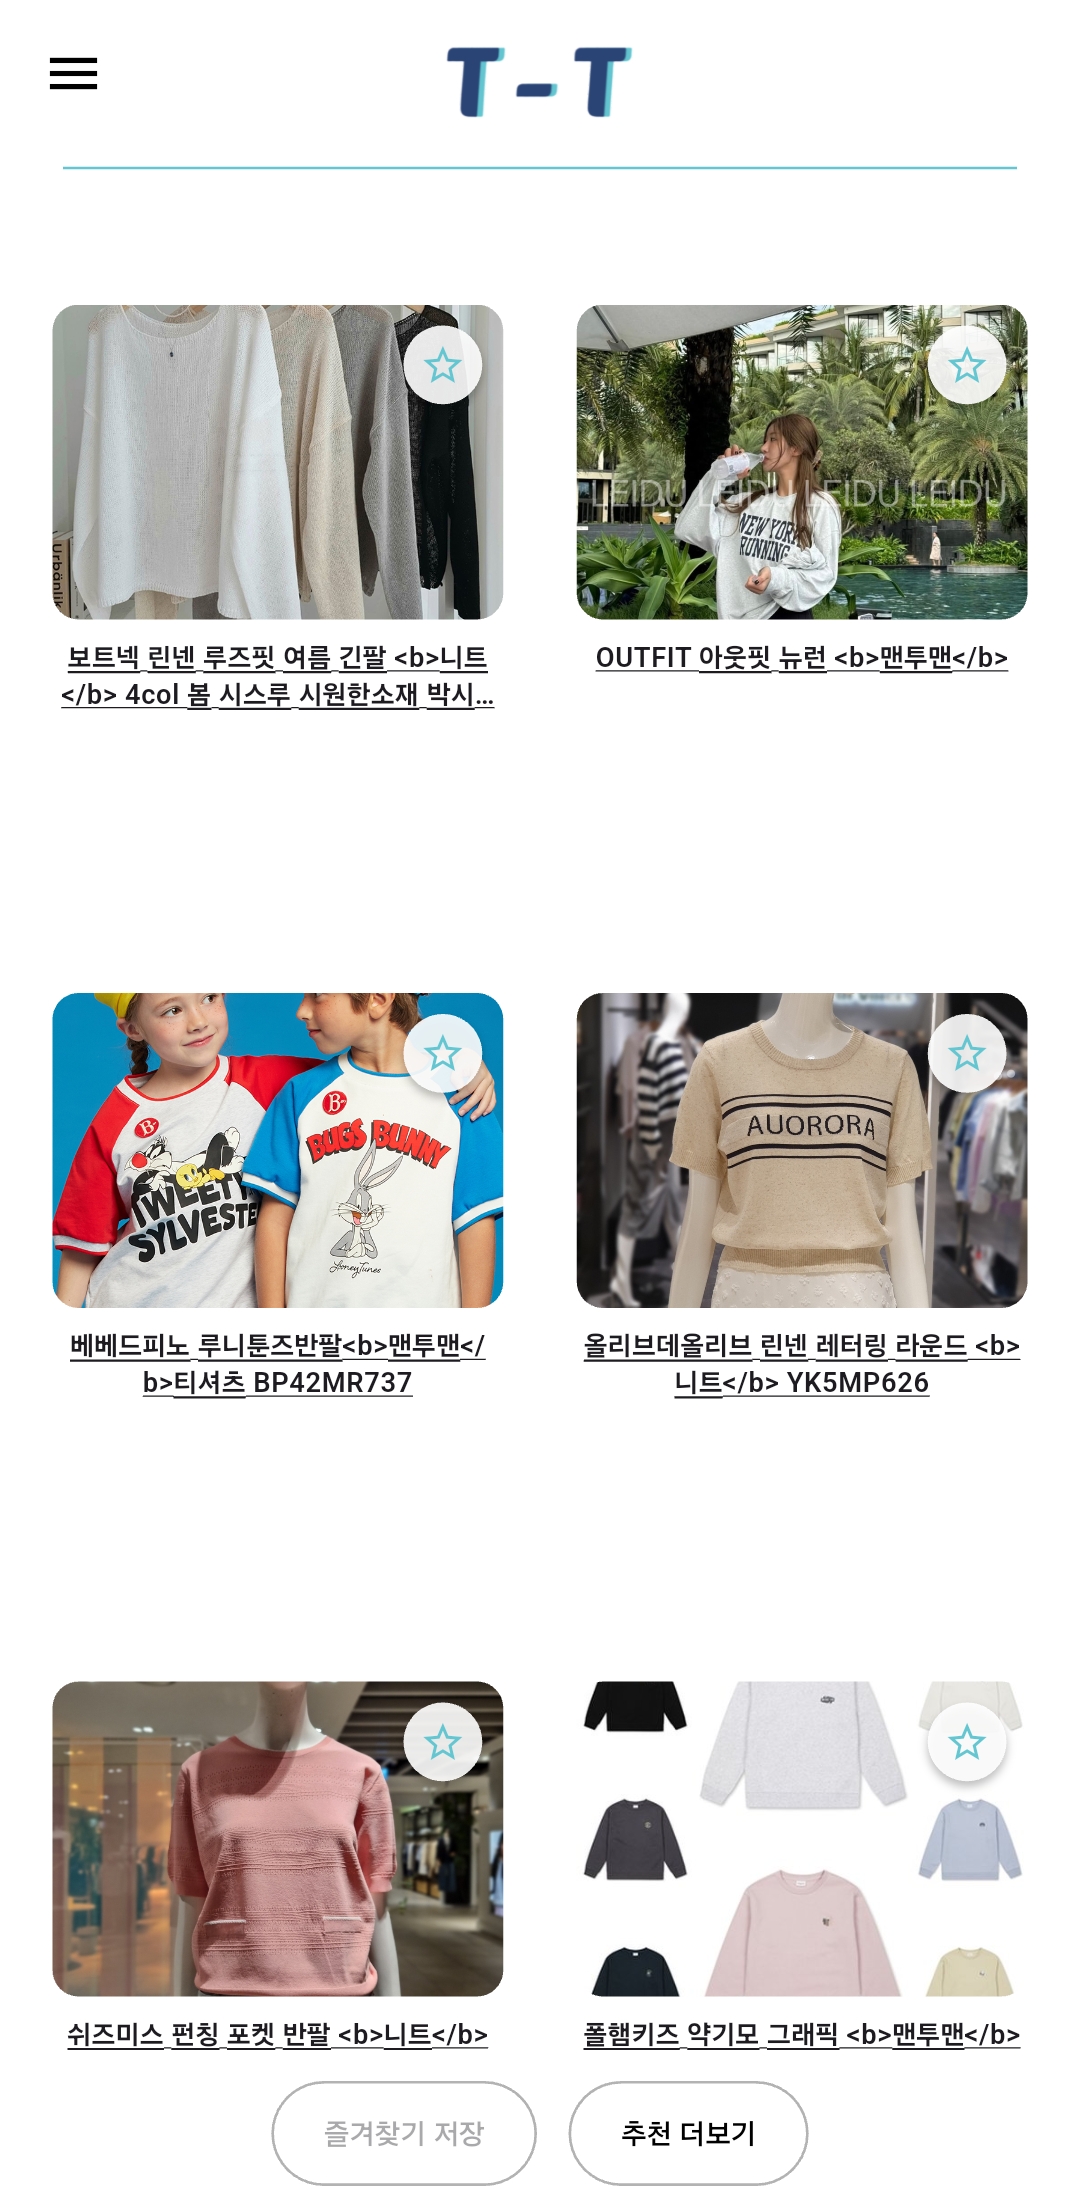 T-T
Urbànik
LEIDU LEIDU LEIDU LEIDU
NEW YORK
RUNNING
보트넥 린넨 루즈핏 여름 긴팔 <b>니트
</b> 4col 봄 시스루 시원한소재 박시...
OUTFIT 아웃핏 뉴런 <b>맨투맨</b>
B
TWEETY
SYLVESTER
B
BUGS BUNNY
Looney Tunes
AUORORA
베베드피노 루니툰즈반팔<b>맨투맨</
b>티셔츠 BP42MR737
올리브데올리브 린넨 레터링 라운드 <b>
니트</b> YK5MP626
쉬즈미스 펀칭 포켓 반팔 <b>니트</b>
폴햄키즈 약기모 그래픽 <b>맨투맨</b>
즐겨찾기 저장
추천 더보기